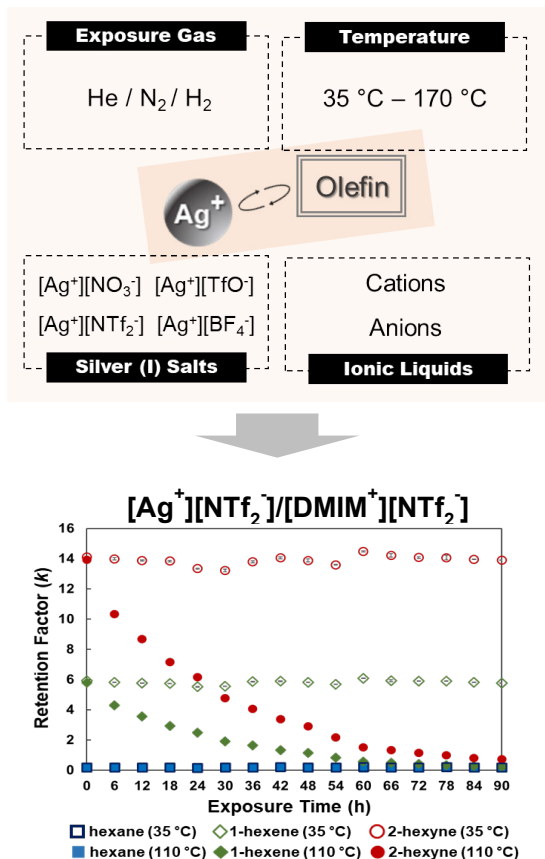 Exposure Gas
Temperature
He / N₂ / H₂
35 °C – 170 °C
Ag⁺
Olefin
[Ag⁺][NO₃⁻] [Ag⁺][TfO⁻]
[Ag⁺][NTf₂⁻] [Ag⁺][BF₄⁻]
Silver (I) Salts
Cations
Anions
Ionic Liquids
[Ag⁺][NTf₂⁻]/[DMIM⁺][NTf₂⁻]
Retention Factor (k)
16
14
12
10
8
6
4
2
0
0 6 12 18 24 30 36 42 48 54 60 66 72 78 84 90
Exposure Time (h)
hexane (35 °C) 1-hexene (35 °C) 2-hexyne (35 °C)
hexane (110 °C) 1-hexene (110 °C) 2-hexyne (110 °C)